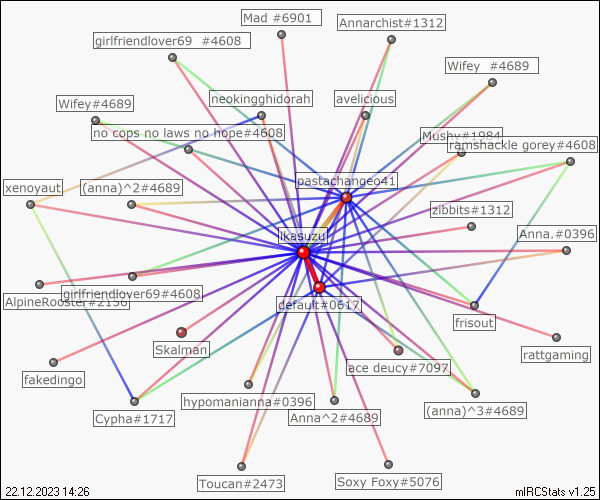 Mad #6901
Annarchist#1312
girlfriendlover69 #4608
Wifey #4689
neokingghidorah
avelicious
Wifey#4689
no cops no laws no hope#4608
Mushy#1984
ramshackle gorey#4608
pastachangeo41
xenoyaut
(anna)^2#4689
zibbits#1312
ikasuzu
Anna.#0396
girlfriendlover69#4608
AlpineRooster#2150
default#0617
frisout
Skalman
rattgaming
fakedingo
ace deucy#7097
hypomanianna#0396
Cypha#1717
Anna^2#4689
(anna)^3#4689
Toucan#2473
Soxy Foxy#5076
22.12.2023 14:26
mIRCStats v1.25